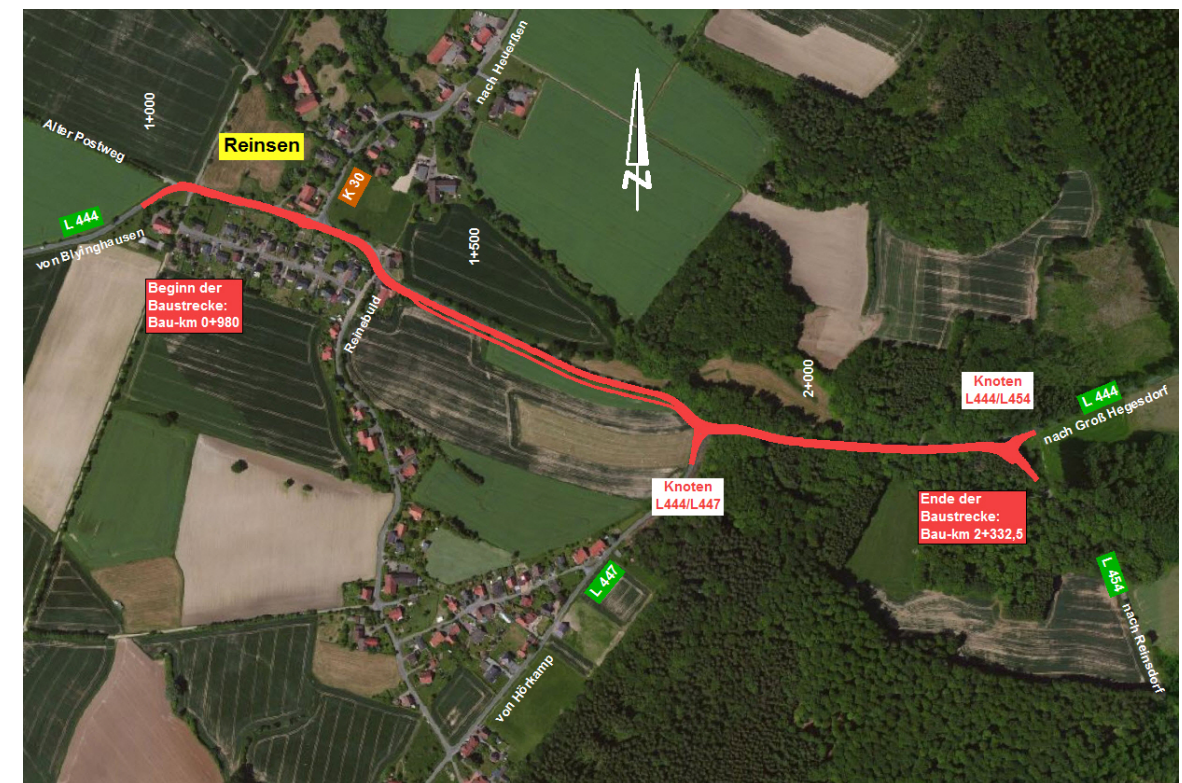 nach Heuerßen
1+000
Alter Postweg
Reinsen
K 30
L 444
von Blyinghausen
1+500
Beginn der
Baustrecke:
Bau-km 0+980
Reinebuld
2+000
Knoten
L444/L454
L 444
nach Groß Hegesdorf
Knoten
L444/L447
Ende der
Baustrecke:
Bau-km 2+332,5
L 447
L 454
nach Reinsdorf
von Hörkamp
N